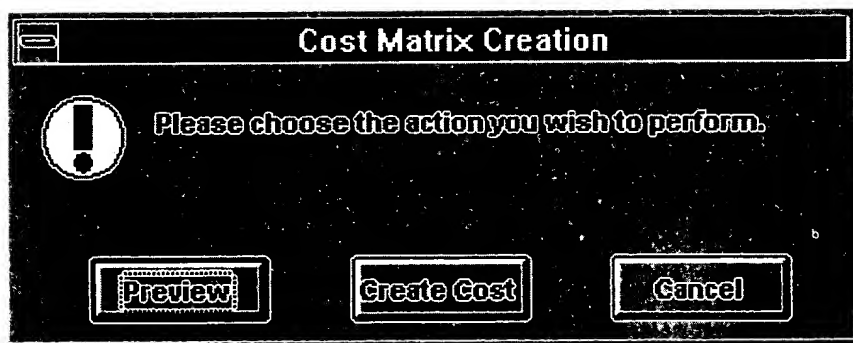 Cost Matrix Creation
Please choose the action you wish to perform.
Preview Create Cost Cancel